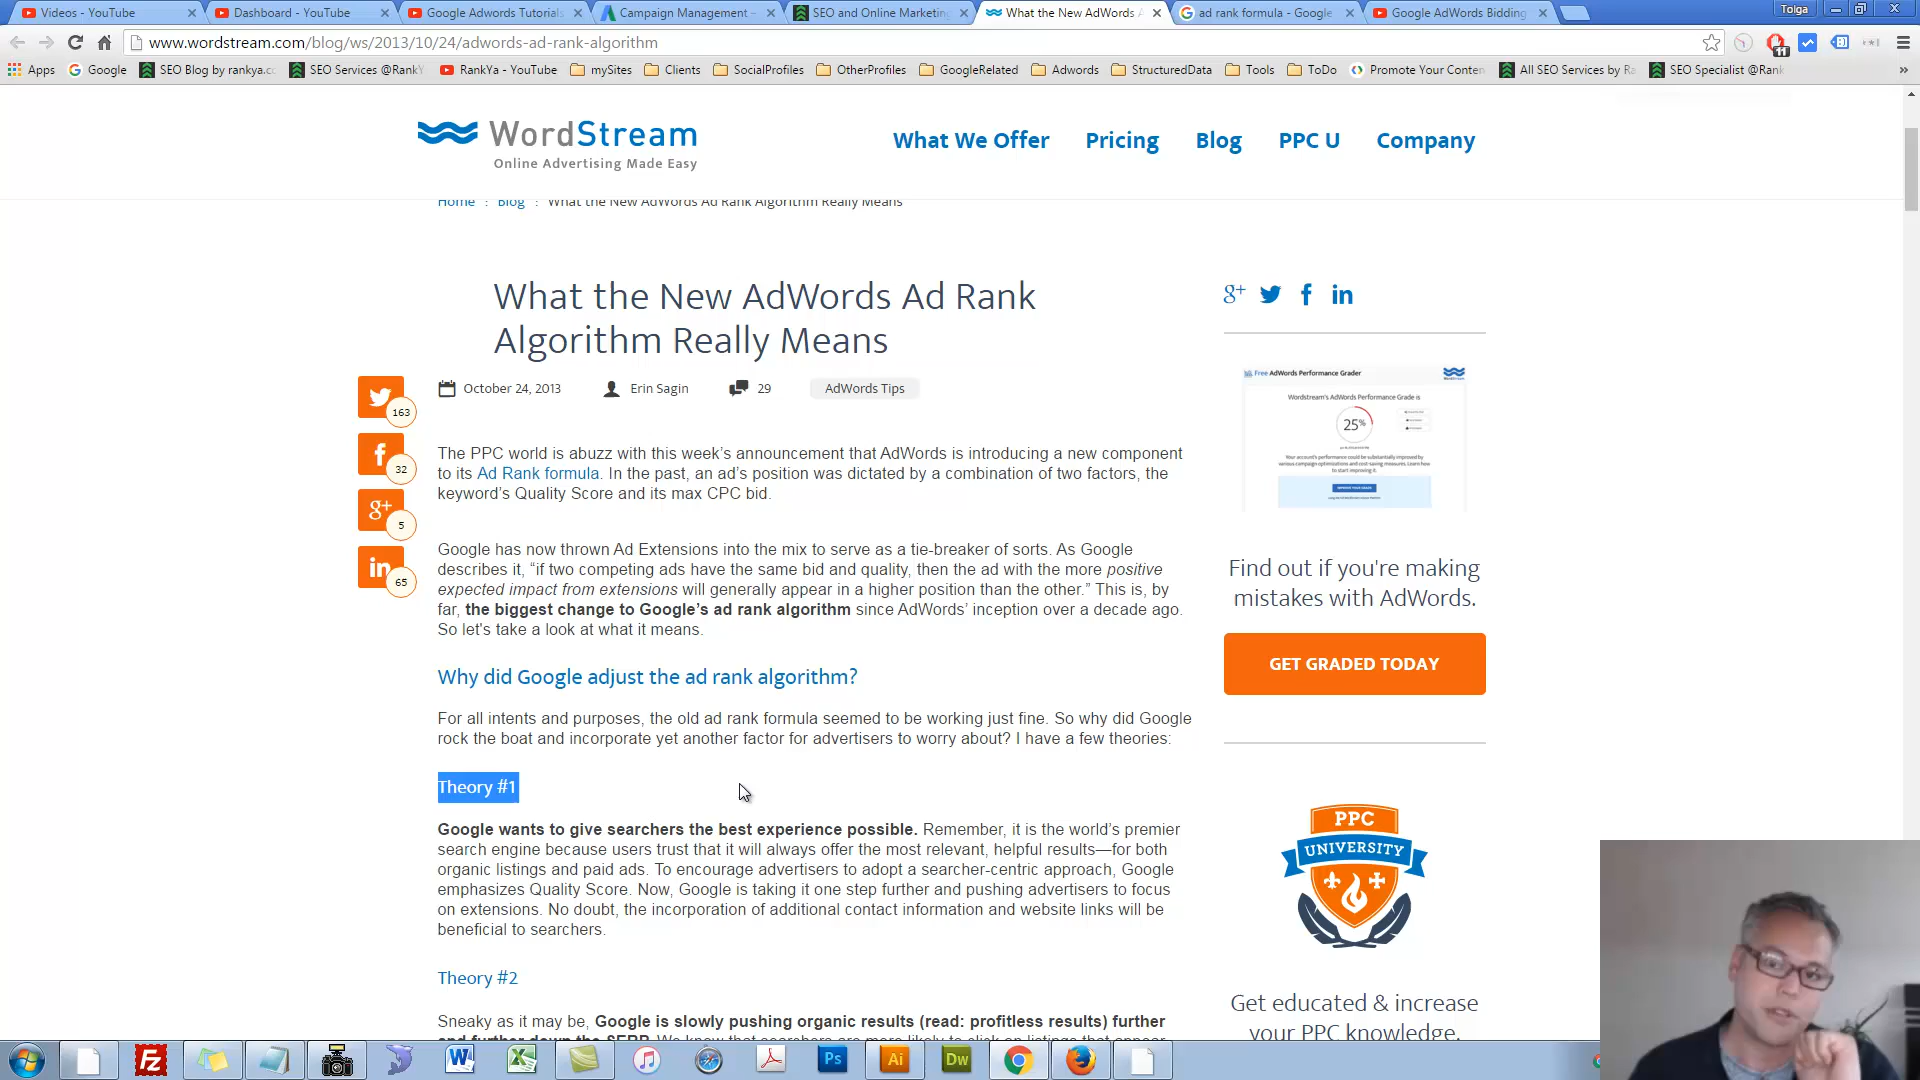 Videos - YouTube
Dashboard - YouTube
Google Adwords Tutorials
Campaign Management -
SEO and Online Marketing
What the New AdWords A
ad rank formula - Google
Google AdWords Bidding
Tolga
www.wordstream.com/blog/ws/2013/10/24/adwords-ad-rank-algorithm
11
Apps
Google
SEO Blog by rankya.c
SEO Services @RankY
RankYa - YouTube
mySites
Clients
SocialProfiles
OtherProfiles
GoogleRelated
Adwords
StructuredData
Tools
ToDo
Promote Your Conten
All SEO Services by Ra
SEO Specialist @Rank
WordStream
Online Advertising Made Easy
What We Offer
Pricing
Blog
PPC U
Company
Home : Blog : What the New AdWords Ad Rank Algorithm Really Means
What the New AdWords Ad Rank
Algorithm Really Means
October 24, 2013
Erin Sagin
29
AdWords Tips
163
32
g+
5
in
65
The PPC world is abuzz with this week's announcement that AdWords is introducing a new component
to its Ad Rank formula. In the past, an ad's position was dictated by a combination of two factors, the
keyword's Quality Score and its max CPC bid.
Google has now thrown Ad Extensions into the mix to serve as a tie-breaker of sorts. As Google
describes it, “if two competing ads have the same bid and quality, then the ad with the more positive
expected impact from extensions will generally appear in a higher position than the other.” This is, by
far, the biggest change to Google's ad rank algorithm since AdWords' inception over a decade ago.
So let's take a look at what it means.
Why did Google adjust the ad rank algorithm?
For all intents and purposes, the old ad rank formula seemed to be working just fine. So why did Google
rock the boat and incorporate yet another factor for advertisers to worry about? I have a few theories:
Theory #1
Google wants to give searchers the best experience possible. Remember, it is the world's premier
search engine because users trust that it will always offer the most relevant, helpful results—for both
organic listings and paid ads. To encourage advertisers to adopt a searcher-centric approach, Google
emphasizes Quality Score. Now, Google is taking it one step further and pushing advertisers to focus
on extensions. No doubt, the incorporation of additional contact information and website links will be
beneficial to searchers.
Theory #2
Sneaky as it may be, Google is slowly pushing organic results (read: profitless results) further
g+
in
Free AdWords Performance Grader
Wordstream's AdWords Performance Grade is
25%
Find out if you're making
mistakes with AdWords.
GET GRADED TODAY
PPC
UNIVERSITY
Get educated & increase
your PPC knowledge.
Fz
W
X
Ps
Ai
Dw